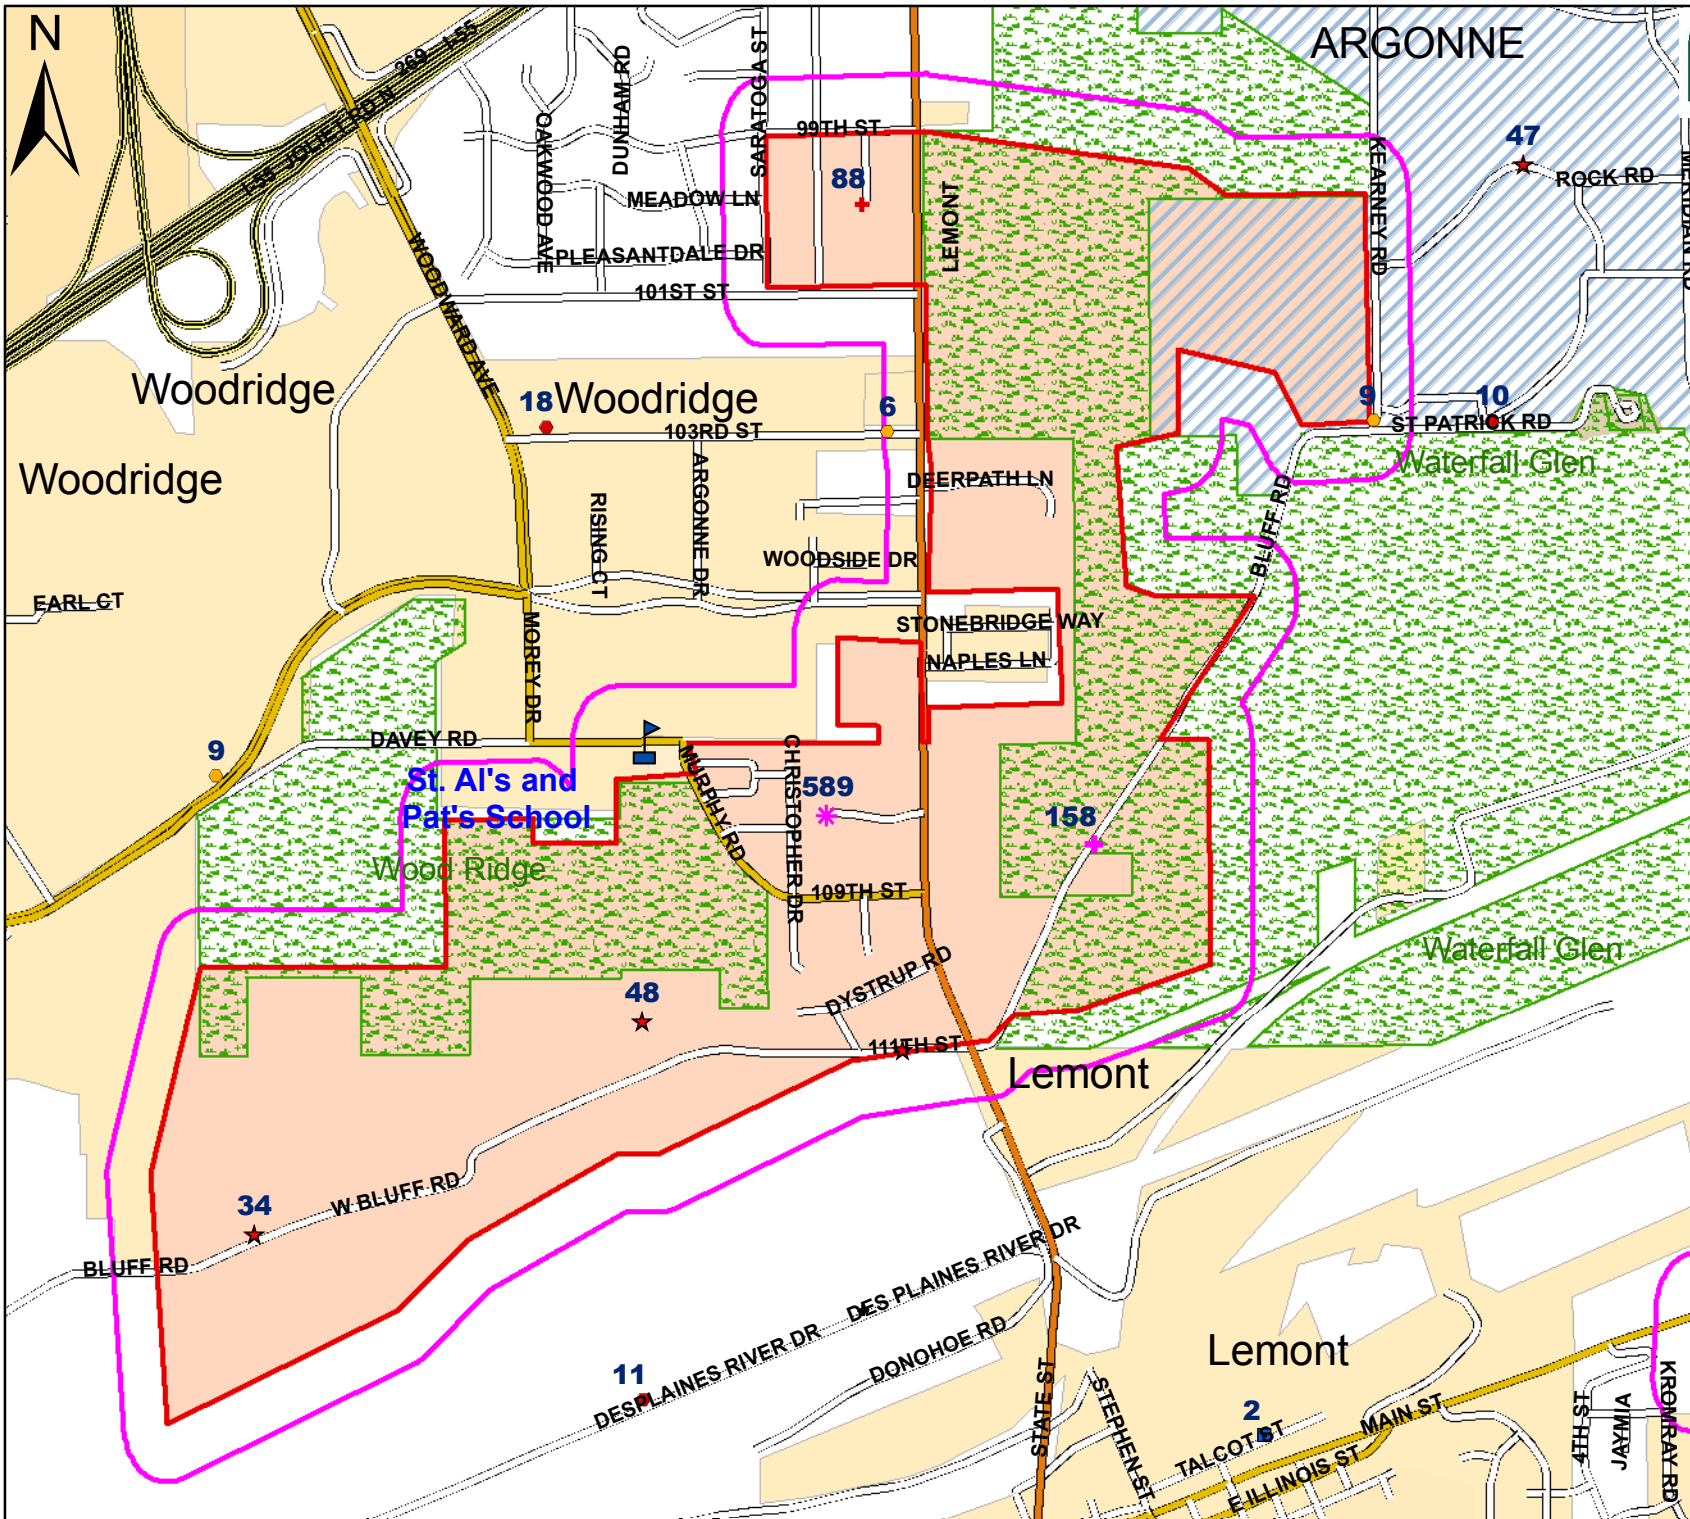 N
ARGONNE
269
I-55
I-55
JOLIET RD N
SARATOGA ST
DUNHAM RD
OAKWOOD AVE
99TH ST
88
MEADOW LN
PLEASANTDALE DR
101ST ST
LEMONT
KEARNEY RD
47
ROCK RD
MERIDIAN RD
WOODWARD AVE
Woodridge
18
Woodridge
6
103RD ST
9
10
ST PATRICK RD
Waterfall Glen
Woodridge
ARGONNE DR
RISING CT
DEERPATH LN
WOODSIDE DR
BLUFF RD
EARL CT
MOREY DR
STONEBRIDGE WAY
NAPLES LN
DAVEY RD
9
St. Al's and
Pat's School
MURPHY RD
CHRISTOPHER DR
589
158
Wood Ridge
109TH ST
Waterfall Glen
DYSTRUP RD
48
111TH ST
Lemont
34
W BLUFF RD
BLUFF RD
DES PLAINES RIVER DR
DESPLAINES RIVER DR
DONOHOE RD
11
STATE ST
STEPHEN ST
Lemont
2
TALCOT ST
MAIN ST
E ILLINOIS ST
4TH ST
JAYMIA
KROMRAY RD